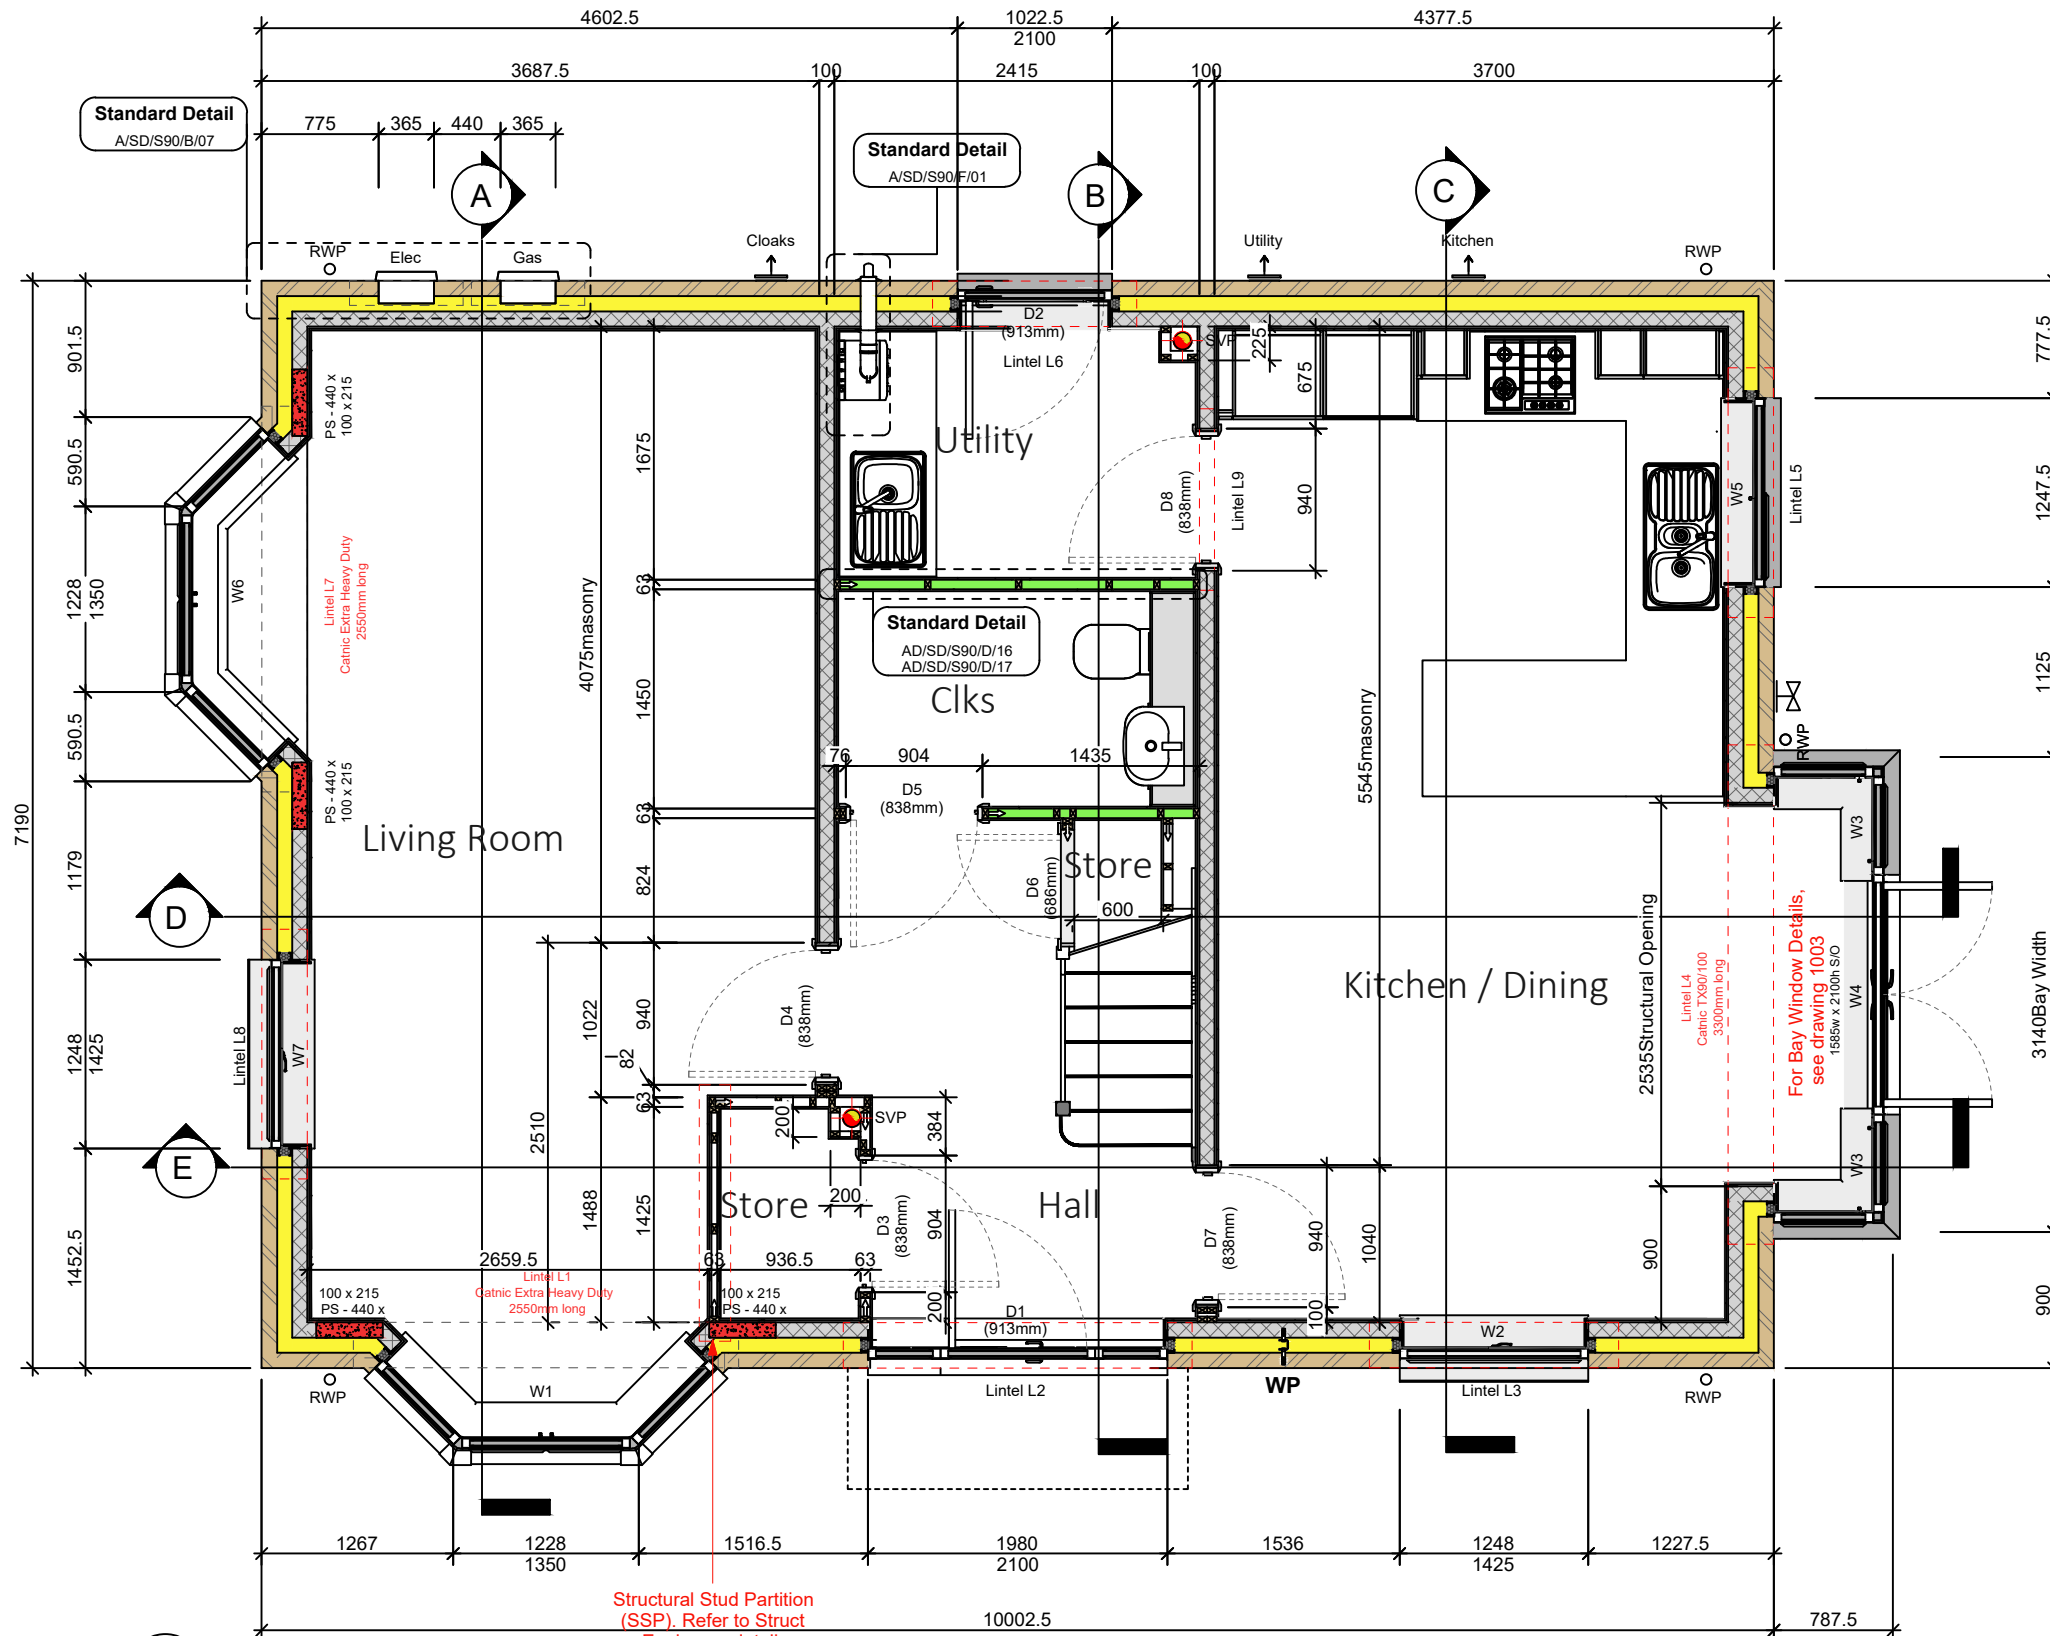 4602.5
1022.5
2100
4377.5
3687.5
100
2415
100
3700
Standard Detail
A/SD/S90/B/07
775
365
440
365
Standard Detail
A/SD/S90/F/01
A
B
C
RWP
Elec
Gas
Cloaks
Utility
Kitchen
RWP
D2
(913mm)
Lintel L6
SVP
225
675
901.5
777.5
PS - 440 x
100 x 215
590.5
1675
Utility
D8
(838mm)
Lintel L9
940
W5
Lintel L5
1247.5
1228
1350
W6
Lintel L7
Catnic Extra Heavy Duty
2550mm long
4075masonry
63
Standard Detail
AD/SD/S90/D/16
AD/SD/S90/D/17
Clks
1450
1125
590.5
PS - 440 x
100 x 215
76
904
1435
D5
(838mm)
63
5545masonry
RWP
7190
Living Room
Store
D6
(686mm)
600
824
1179
D
W3
2535Structural Opening
For Bay Window Details,
see drawing 1003
1585w x 2100h S/O
W4
Lintel L4
Catnic TX90/100
3300mm long
Kitchen / Dining
3140Bay Width
D4
(838mm)
1022
940
82
63
Lintel L8
W7
1248
1425
2510
200
SVP
384
E
1488
1425
Store
200
D3
(838mm)
904
Hall
D7
(838mm)
940
1040
W3
900
1452.5
2659.5
63
936.5
63
Lintel L1
Catnic Extra Heavy Duty
2550mm long
100 x 215
PS - 440 x
100 x 215
PS - 440 x
200
D1
(913mm)
100
W2
900
RWP
W1
Lintel L2
WP
Lintel L3
RWP
1267
1228
1350
1516.5
1980
2100
1536
1248
1425
1227.5
Structural Stud Partition
(SSP). Refer to Struct
10002.5
787.5